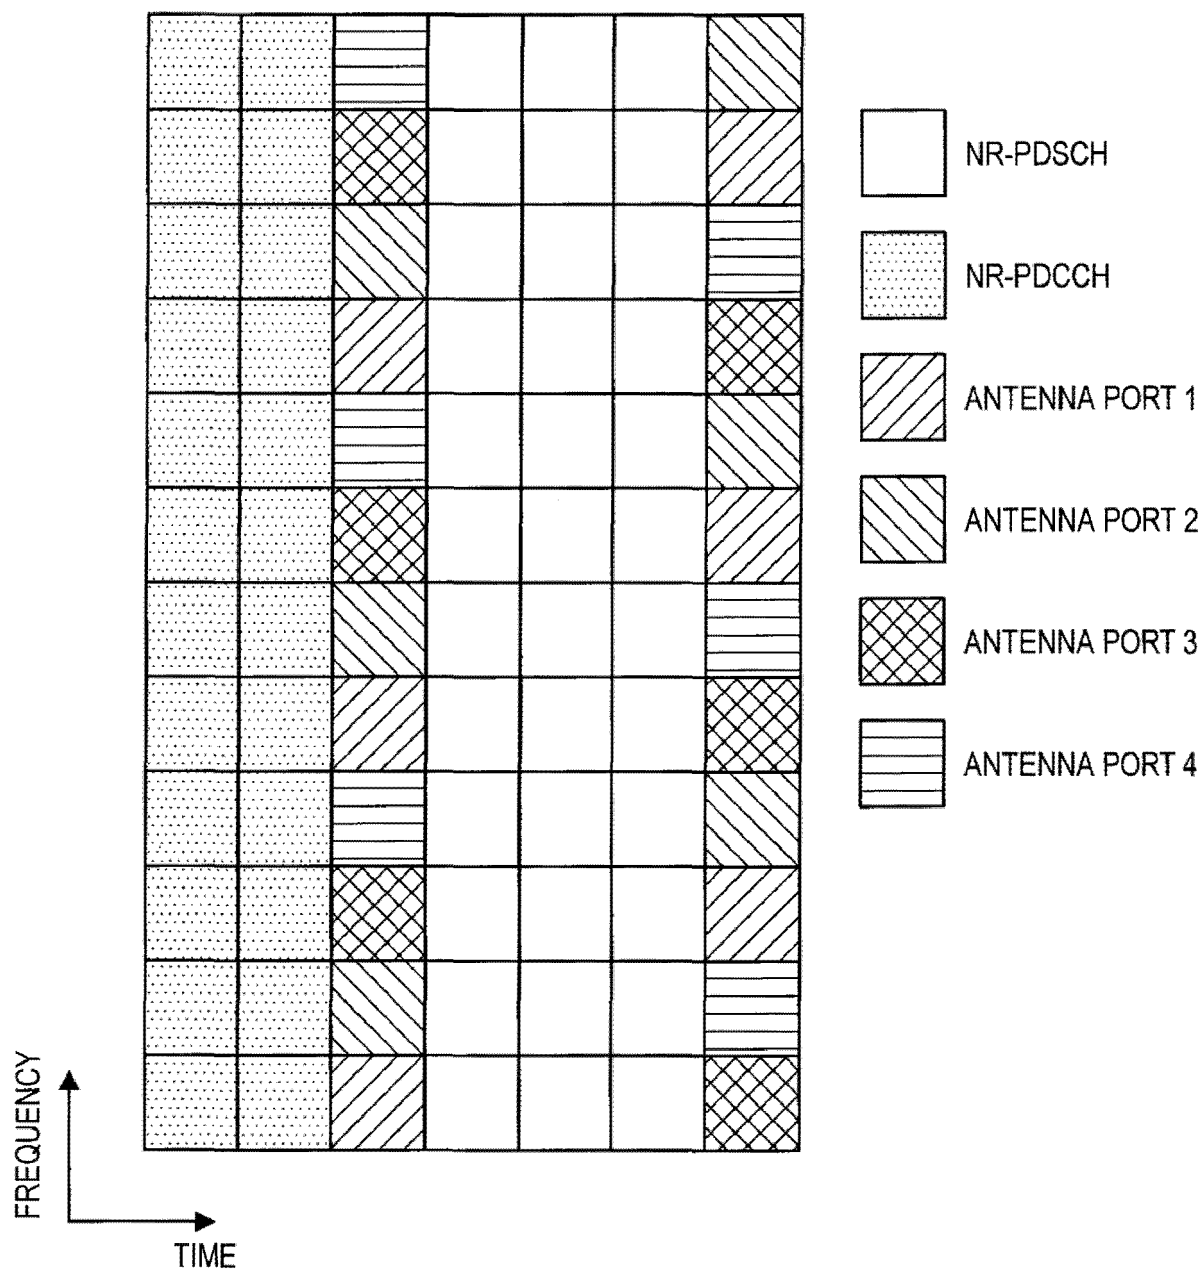 NR-PDSCH
NR-PDCCH
ANTENNA PORT 1
ANTENNA PORT 2
ANTENNA PORT 3
ANTENNA PORT 4
FREQUENCY
TIME